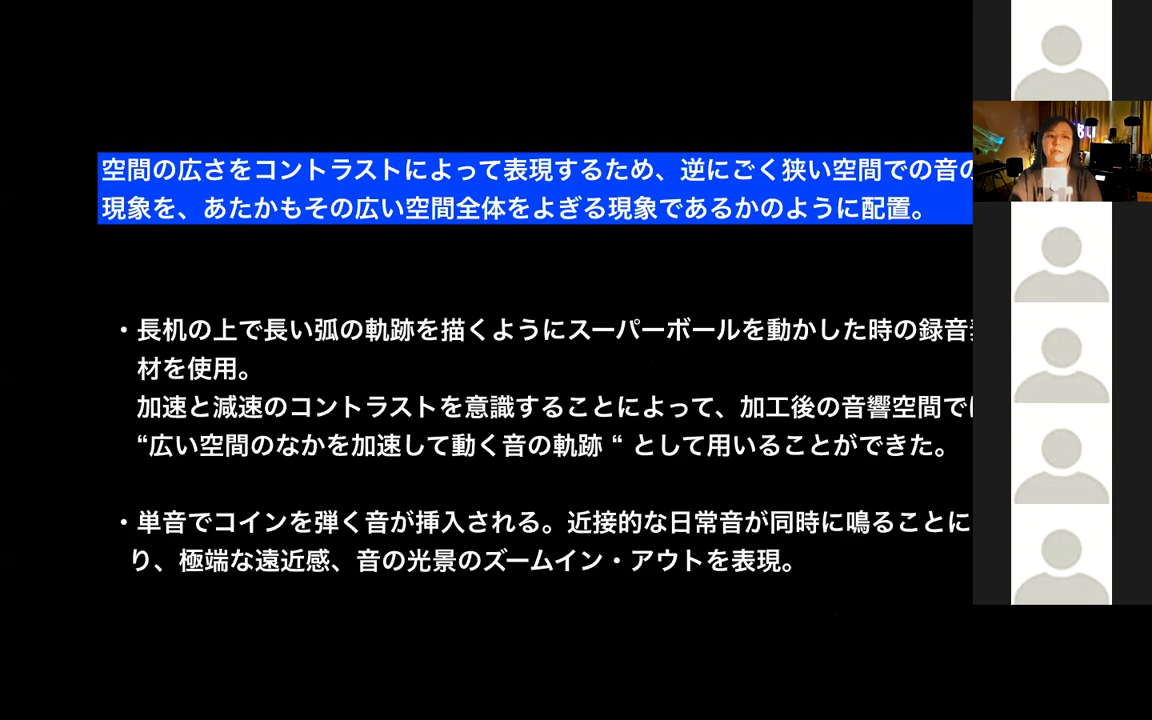 空間の広さをコントラストによって表現するため、逆にごく狭い空間での音の
現象を、あたかもその広い空間全体をよぎる現象であるかのように配置。
・長机の上で長い弧の軌跡を描くようにスーパーボールを動かした時の録音
材を使用。
加速と減速のコントラストを意識することによって、加工後の音響空間で
“広い空間のなかを加速して動く音の軌跡 “ として用いることができた。
・単音でコインを弾く音が挿入される。近接的な日常音が同時に鳴ることに
り、極端な遠近感、音の光景のズームイン・アウトを表現。